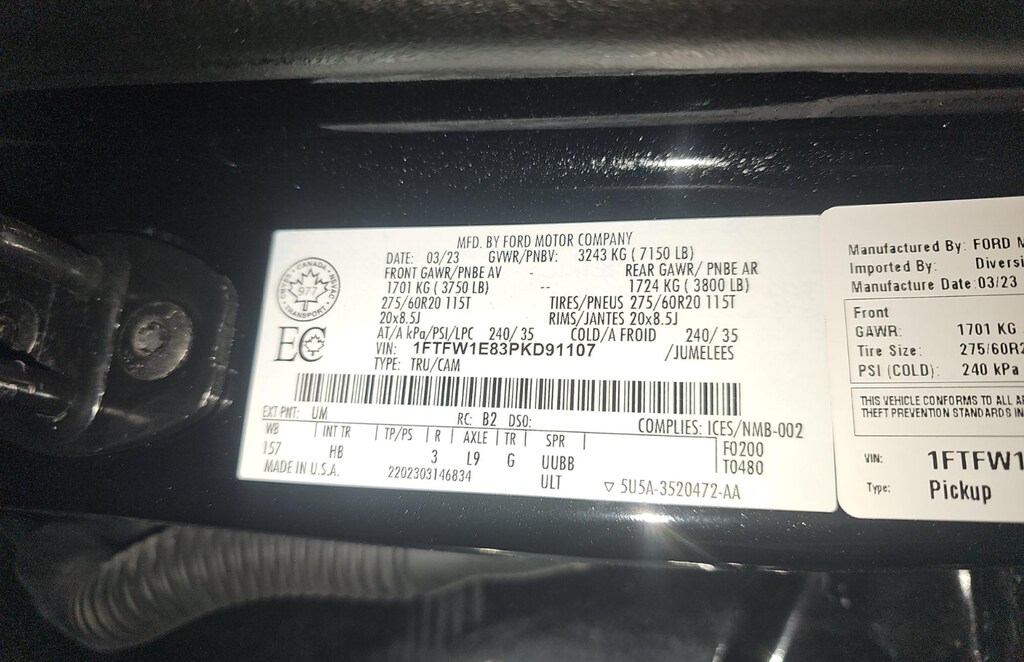 MFD. BY FORD MOTOR COMPANY
DATE: 03/23 GVWR/PNBV: 3243 KG ( 7150 LB)
FRONT GAWR/PNBE AV - REAR GAWR/ PNBE AR
1701 KG ( 3750 LB) -- 1724 KG ( 3800 LB)
275/60R20 115T TIRES/PNEUS 275/60R20 115T
20x8.5J RIMS/JANTES 20x8.5J
AT/A kPa/PSI/LPC 240/ 35 COLD/A FROID 240/ 35
VIN: 1FTFW1E83PKD91107 /JUMELEES
TYPE: TRU/CAM
CANADA
977
TRANSPORT
EC
EXT PNT: UM RC: B2 DSO: COMPLIES: ICES/NMB-002
WB INT TR TP/PS R AXLE TR SPR F0200
157 HB 3 L9 G UUBB T0480
MADE IN U.S.A. 2202303146834 ULT ▽ 5U5A-3520472-AA
Manufactured By: FORD
Imported By:
Manufacture Date: 03/23
Front
GAWR: 1701 KG
Tire Size: 275/60R2
PSI (COLD): 240 kPa
THIS VEHICLE CONFORMS TO ALL
THEFT PREVENTION STANDARDS IN
VIN: 1FTFW1
Type: Pickup